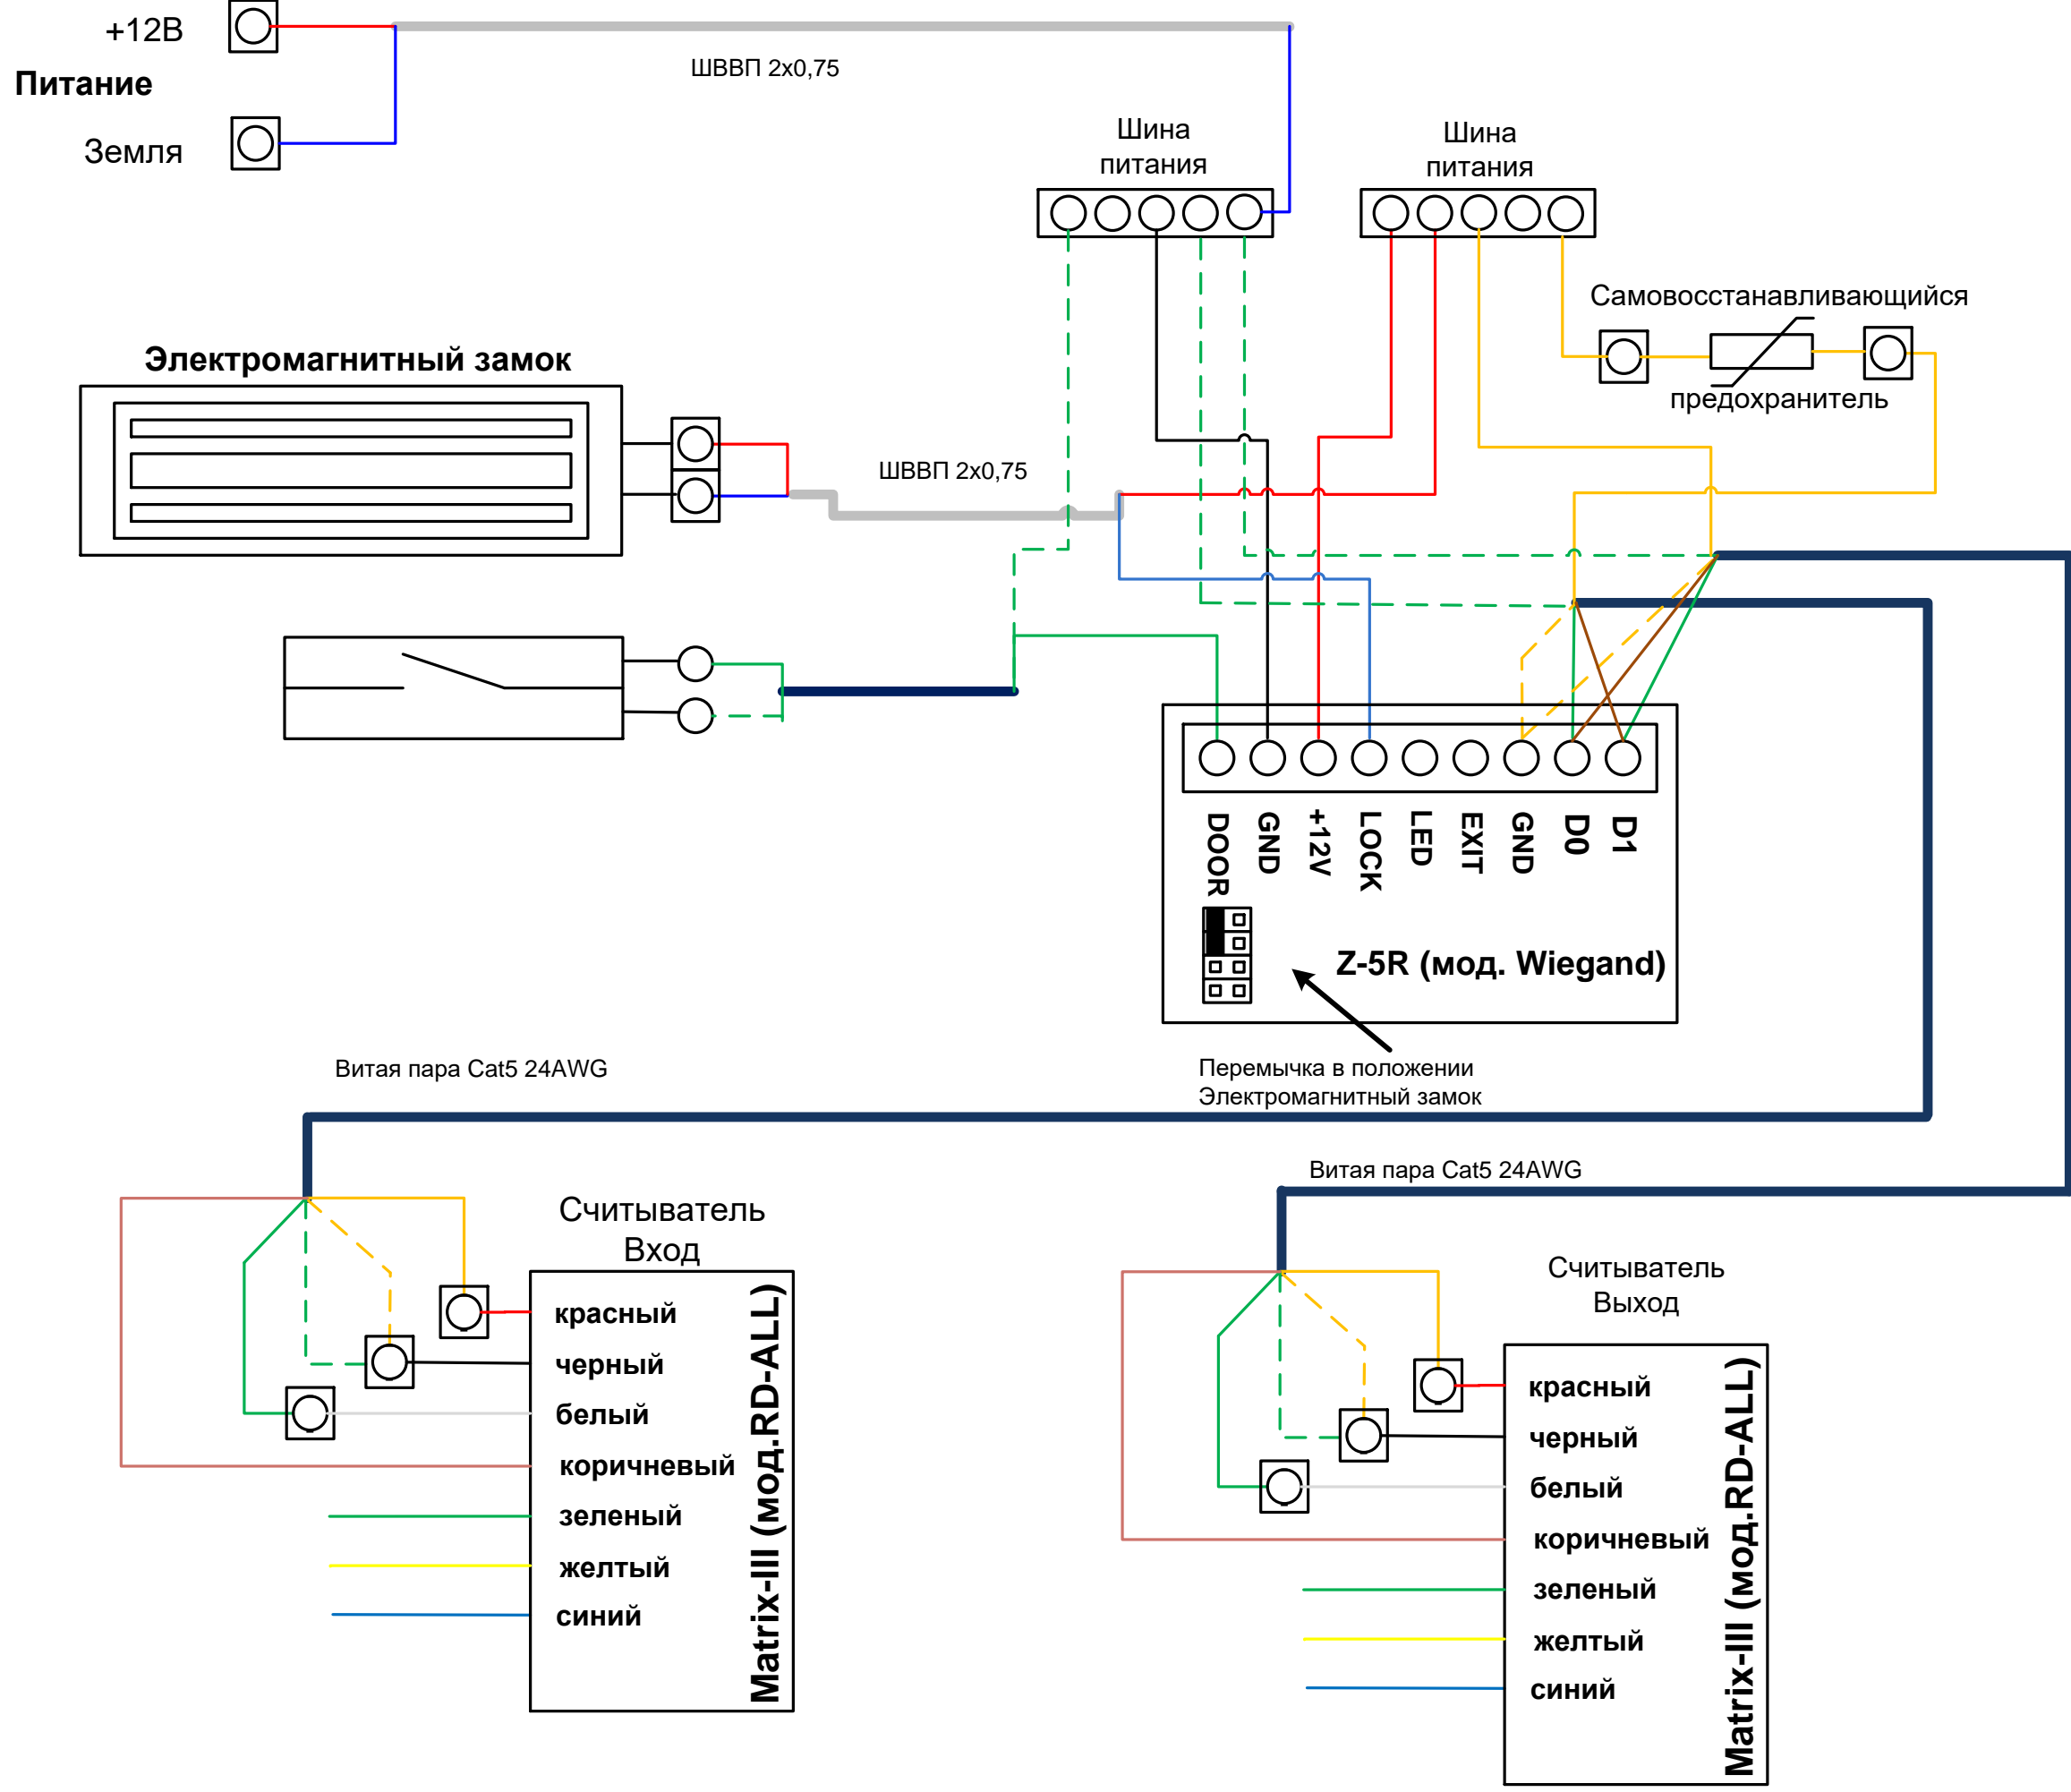 +12В
Питание
Земля
ШВВП 2х0,75
Шина
питания
Шина
питания
Самовосстанавливающийся
предохранитель
Электромагнитный замок
ШВВП 2х0,75
DOOR
GND
+12V
LOCK
LED
EXIT
GND
D0
D1
Z-5R (мод. Wiegand)
Перемычка в положении
Электромагнитный замок
Витая пара Cat5 24AWG
Витая пара Cat5 24AWG
Считыватель
Вход
красный
черный
белый
коричневый
зеленый
желтый
синий
Matrix-III (мод.RD-ALL)
Считыватель
Выход
красный
черный
белый
коричневый
зеленый
желтый
синий
Matrix-III (мод.RD-ALL)